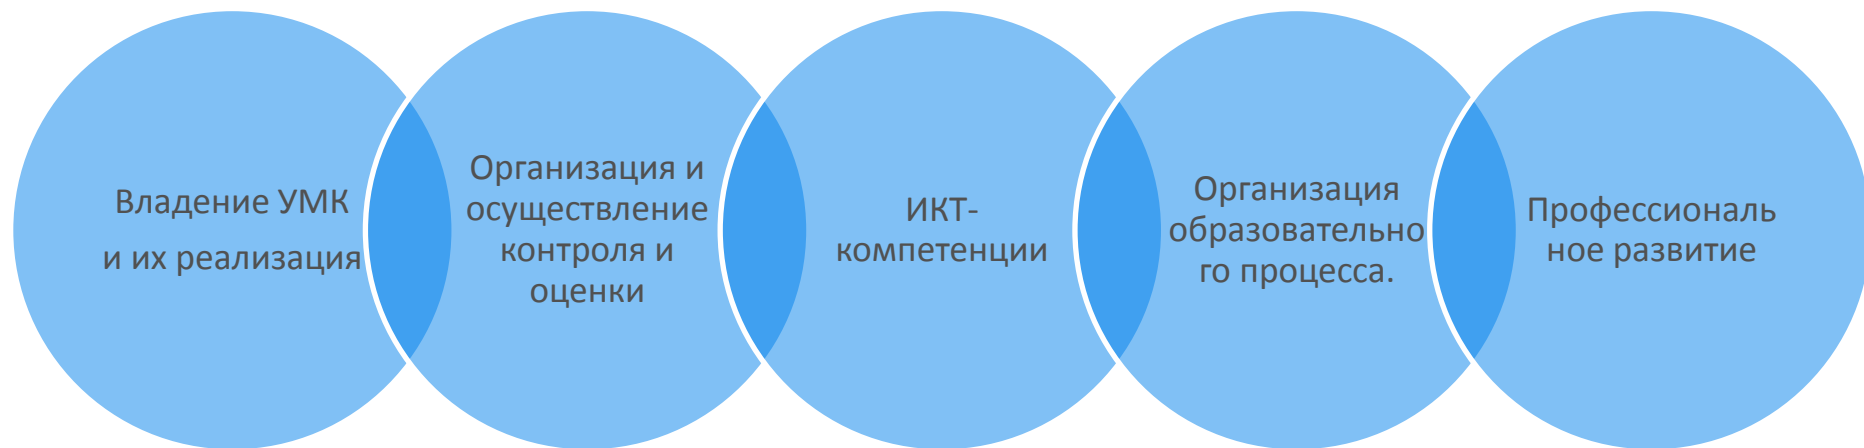 Владение УМК
и их реализация
Организация и
осуществление
контроля и
оценки
ИКТ-
компетенции
Организация
образовательно
го процесса.
Профессиональ
ное развитие